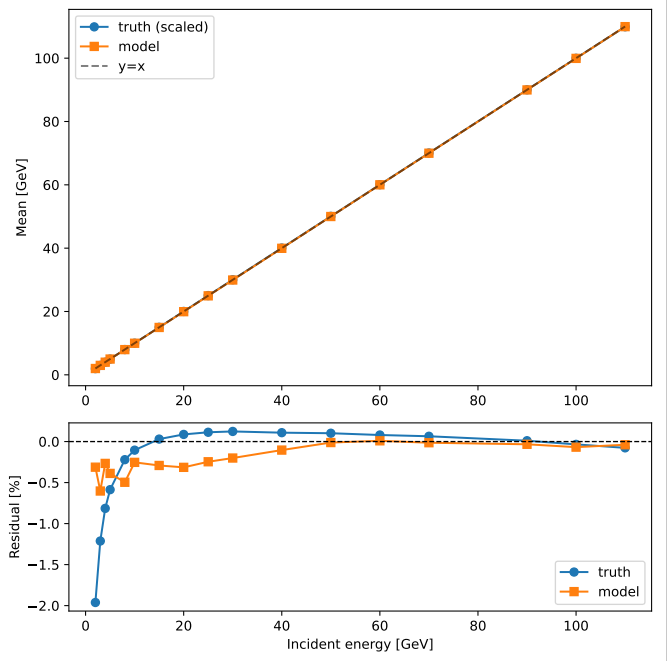 truth (scaled)
model
y=x
Mean [GeV]
100
80
60
40
20
0
0 20 40 60 80 100
Residual [%]
0.0
−0.5
−1.0
−1.5
−2.0
truth
model
0 20 40 60 80 100
Incident energy [GeV]